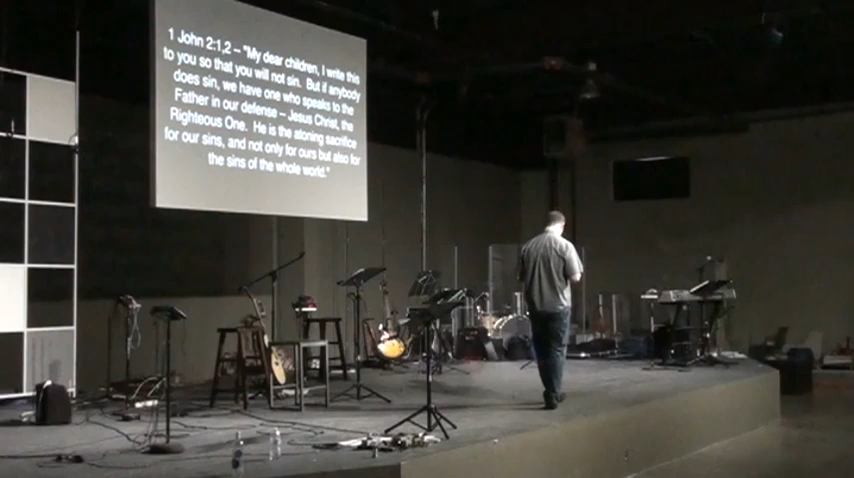 1 John 2:1,2 – "My dear children, I write this
to you so that you will not sin. But if anybody
does sin, we have one who speaks to the
Father in our defense – Jesus Christ, the
Righteous One. He is the atoning sacrifice
for our sins, and not only for ours but also for
the sins of the whole world."